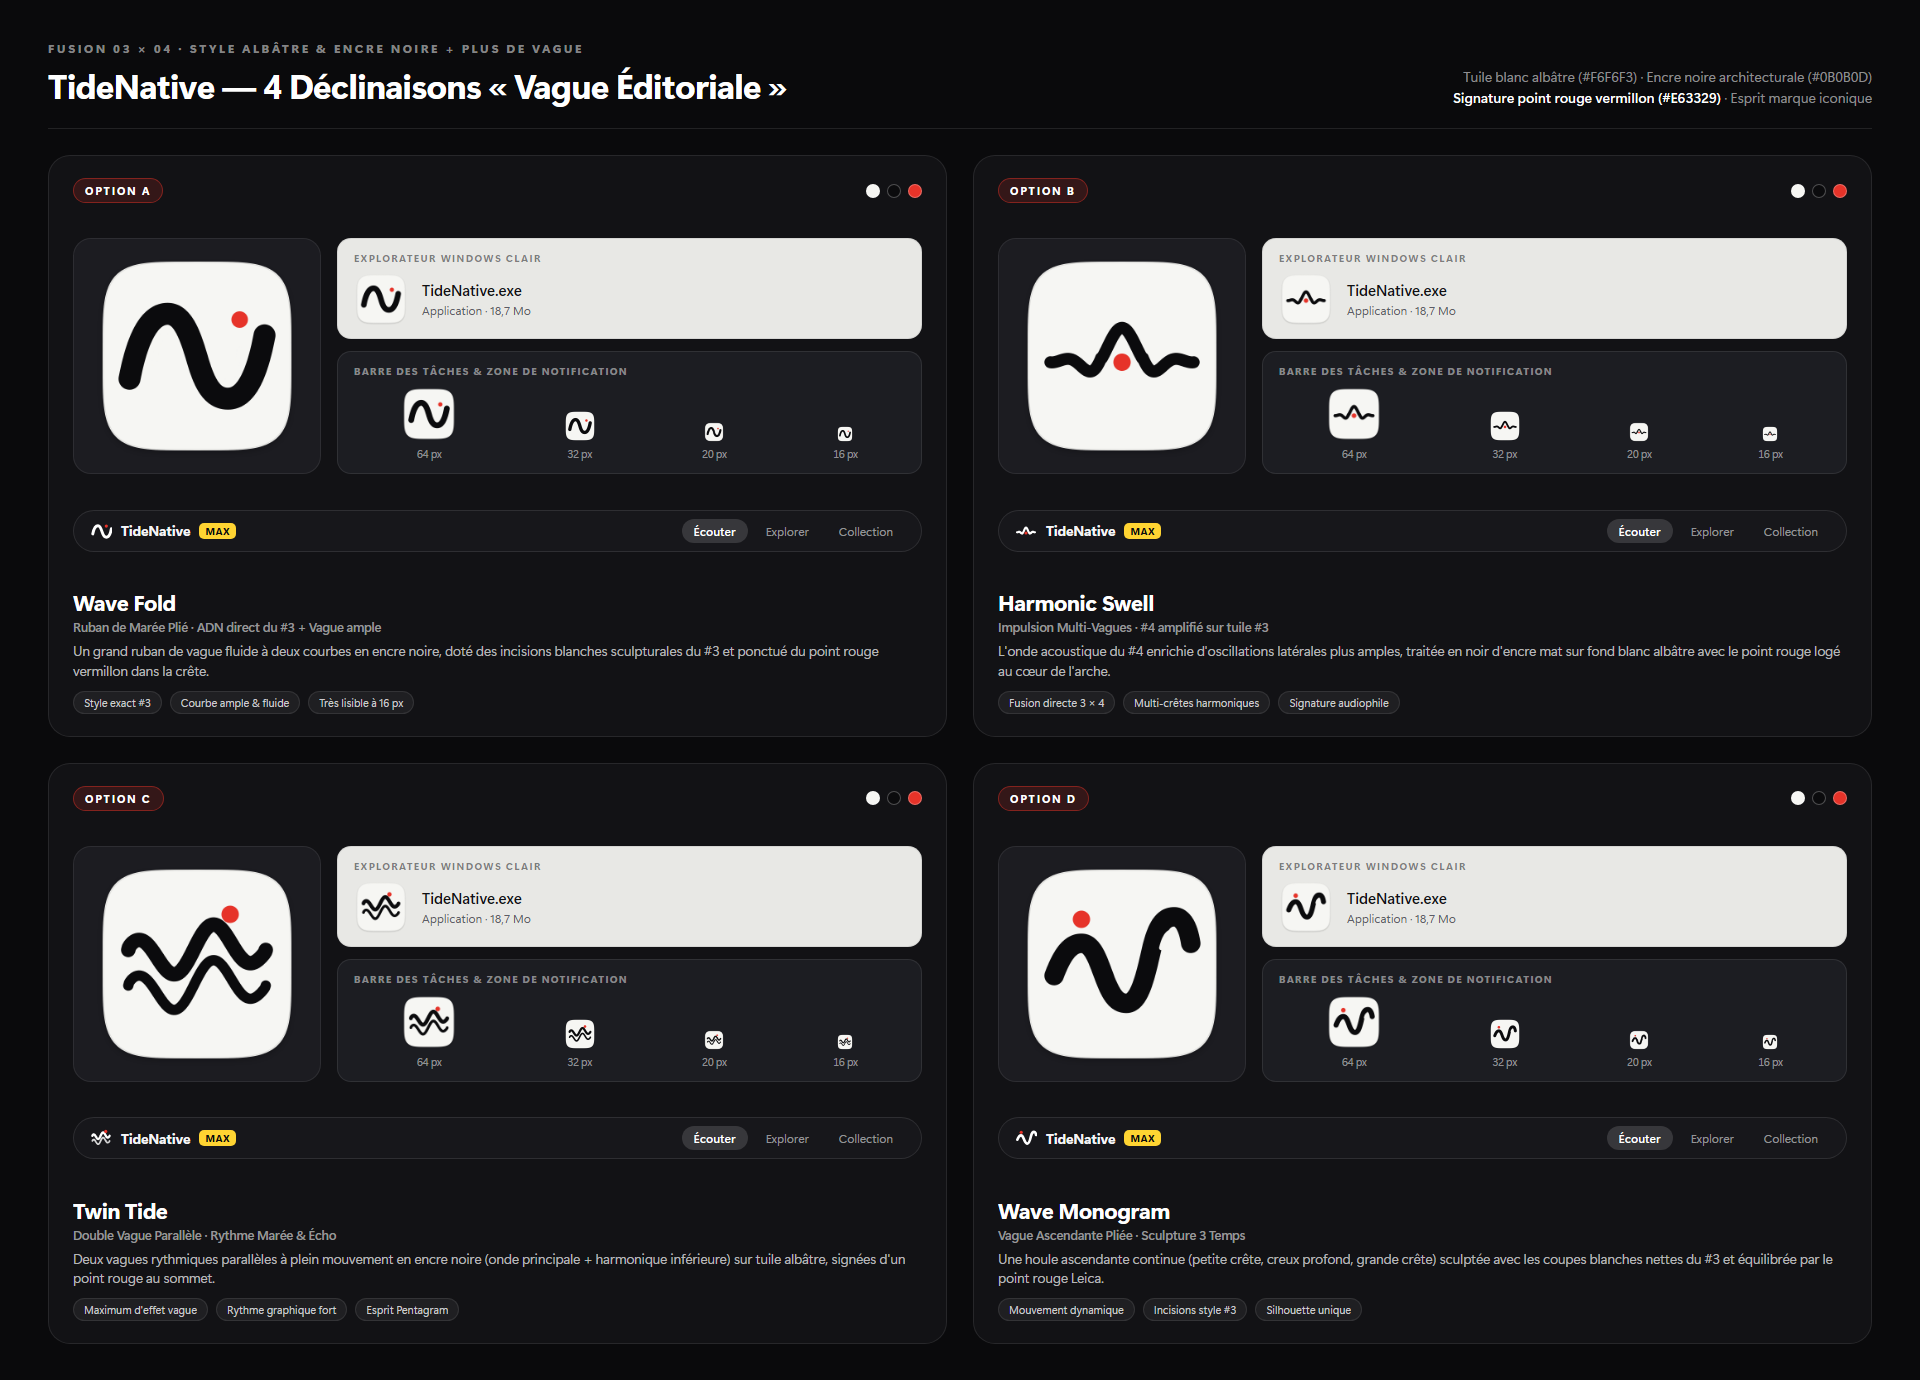 FUSION 03 × 04 · STYLE ALBÂTRE & ENCRE NOIRE + PLUS DE VAGUE
TideNative — 4 Déclinaisons « Vague Éditoriale »
Tuile blanc albâtre (#F6F6F3) · Encre noire architecturale (#0B0B0D)
Signature point rouge vermillon (#E63329) · Esprit marque iconique
OPTION A
EXPLORATEUR WINDOWS CLAIR
TideNative.exe
Application · 18,7 Mo
BARRE DES TÂCHES & ZONE DE NOTIFICATION
64 px
32 px
20 px
16 px
TideNative MAX Écouter Explorer Collection
Wave Fold
Ruban de Marée Plié · ADN direct du #3 + Vague ample
Un grand ruban de vague fluide à deux courbes en encre noire, doté des incisions blanches sculpturales du #3 et ponctué du point rouge
vermillon dans la crête.
Style exact #3
Courbe ample & fluide
Très lisible à 16 px
OPTION B
EXPLORATEUR WINDOWS CLAIR
TideNative.exe
Application · 18,7 Mo
BARRE DES TÂCHES & ZONE DE NOTIFICATION
64 px
32 px
20 px
16 px
TideNative MAX Écouter Explorer Collection
Harmonic Swell
Impulsion Multi-Vagues · #4 amplifié sur tuile #3
L'onde acoustique du #4 enrichie d'oscillations latérales plus amples, traitée en noir d'encre mat sur fond blanc albâtre avec le point rouge logé
au cœur de l'arche.
Fusion directe 3 × 4
Multi-crêtes harmoniques
Signature audiophile
OPTION C
EXPLORATEUR WINDOWS CLAIR
TideNative.exe
Application · 18,7 Mo
BARRE DES TÂCHES & ZONE DE NOTIFICATION
64 px
32 px
20 px
16 px
TideNative MAX Écouter Explorer Collection
Twin Tide
Double Vague Parallèle · Rythme Marée & Écho
Deux vagues rythmiques parallèles à plein mouvement en encre noire (onde principale + harmonique inférieure) sur tuile albâtre, signées d'un
point rouge au sommet.
Maximum d'effet vague
Rythme graphique fort
Esprit Pentagram
OPTION D
EXPLORATEUR WINDOWS CLAIR
TideNative.exe
Application · 18,7 Mo
BARRE DES TÂCHES & ZONE DE NOTIFICATION
64 px
32 px
20 px
16 px
TideNative MAX Écouter Explorer Collection
Wave Monogram
Vague Ascendante Pliée · Sculpture 3 Temps
Une houle ascendante continue (petite crête, creux profond, grande crête) sculptée avec les coupes blanches nettes du #3 et équilibrée par le
point rouge Leica.
Mouvement dynamique
Incisions style #3
Silhouette unique